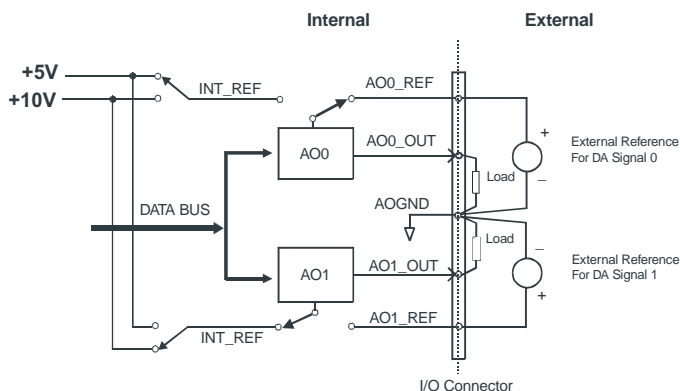 Internal
External
+5V
+10V
INT_REF
AO0_REF
AO0
AO0_OUT
+
External Reference
For DA Signal 0
Load
–
AOGND
DATA BUS
Load
–
AO1
AO1_OUT
External Reference
For DA Signal 1
+
INT_REF
AO1_REF
I/O Connector